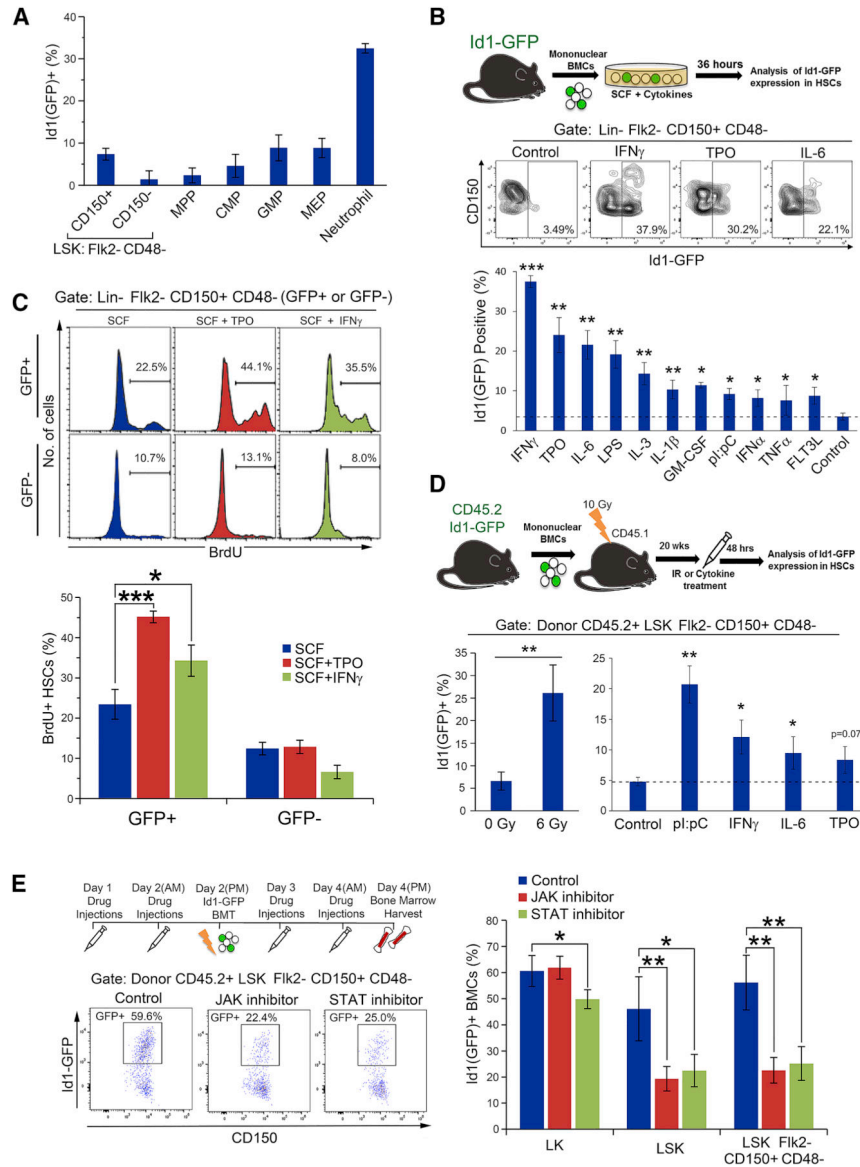 A
Id1(GFP)+ (%)
40
30
20
10
0
CD150+
CD150-
MPP
CMP
GMP
MEP
Neutrophil
LSK: Flk2- CD48-
B
Id1-GFP
Mononuclear
BMCs
SCF + Cytokines
36 hours
Analysis of Id1-GFP
expression in HSCs
Gate: Lin- Flk2- CD150+ CD48-
Control
IFNγ
TPO
IL-6
CD150
3.49%
37.9%
30.2%
22.1%
Id1-GFP
Id1(GFP) Positive (%)
40
30
20
10
0
***
**
**
**
**
**
*
*
*
*
*
IFNγ
TPO
IL-6
LPS
IL-3
IL-1β
GM-CSF
pI:pC
IFNα
TNFα
FLT3L
Control
C
Gate: Lin- Flk2- CD150+ CD48- (GFP+ or GFP-)
SCF
SCF + TPO
SCF + IFNγ
GFP+
GFP-
No. of cells
22.5%
44.1%
35.5%
10.7%
13.1%
8.0%
BrdU
BrdU+ HSCs (%)
50
40
30
20
10
0
*
***
SCF
SCF+TPO
SCF+IFNγ
GFP+
GFP-
D
CD45.2
Id1-GFP
Mononuclear
BMCs
10 Gy
CD45.1
20 wks
IR or Cytokine
treatment
48 hrs
Analysis of Id1-GFP
expression in HSCs
Gate: Donor CD45.2+ LSK Flk2- CD150+ CD48-
Id1(GFP)+ (%)
35
30
25
20
15
10
5
0
**
0 Gy
6 Gy
25
20
15
10
5
0
**
*
*
p=0.07
Control
pI:pC
IFNγ
IL-6
TPO
E
Day 1
Drug
Injections
Day 2(AM)
Drug
Injections
Day 2(PM)
Id1-GFP
BMT
Day 3
Drug
Injections
Day 4(AM)
Drug
Injections
Day 4(PM)
Bone Marrow
Harvest
Gate: Donor CD45.2+ LSK Flk2- CD150+ CD48-
Control
JAK inhibitor
STAT inhibitor
GFP+ 59.6%
GFP+ 22.4%
GFP+ 25.0%
Id1-GFP
CD150
Control
JAK inhibitor
STAT inhibitor
Id1(GFP)+ BMCs (%)
80
70
60
50
40
30
20
10
0
*
*
**
**
**
LK
LSK
LSK Flk2-
CD150+ CD48-